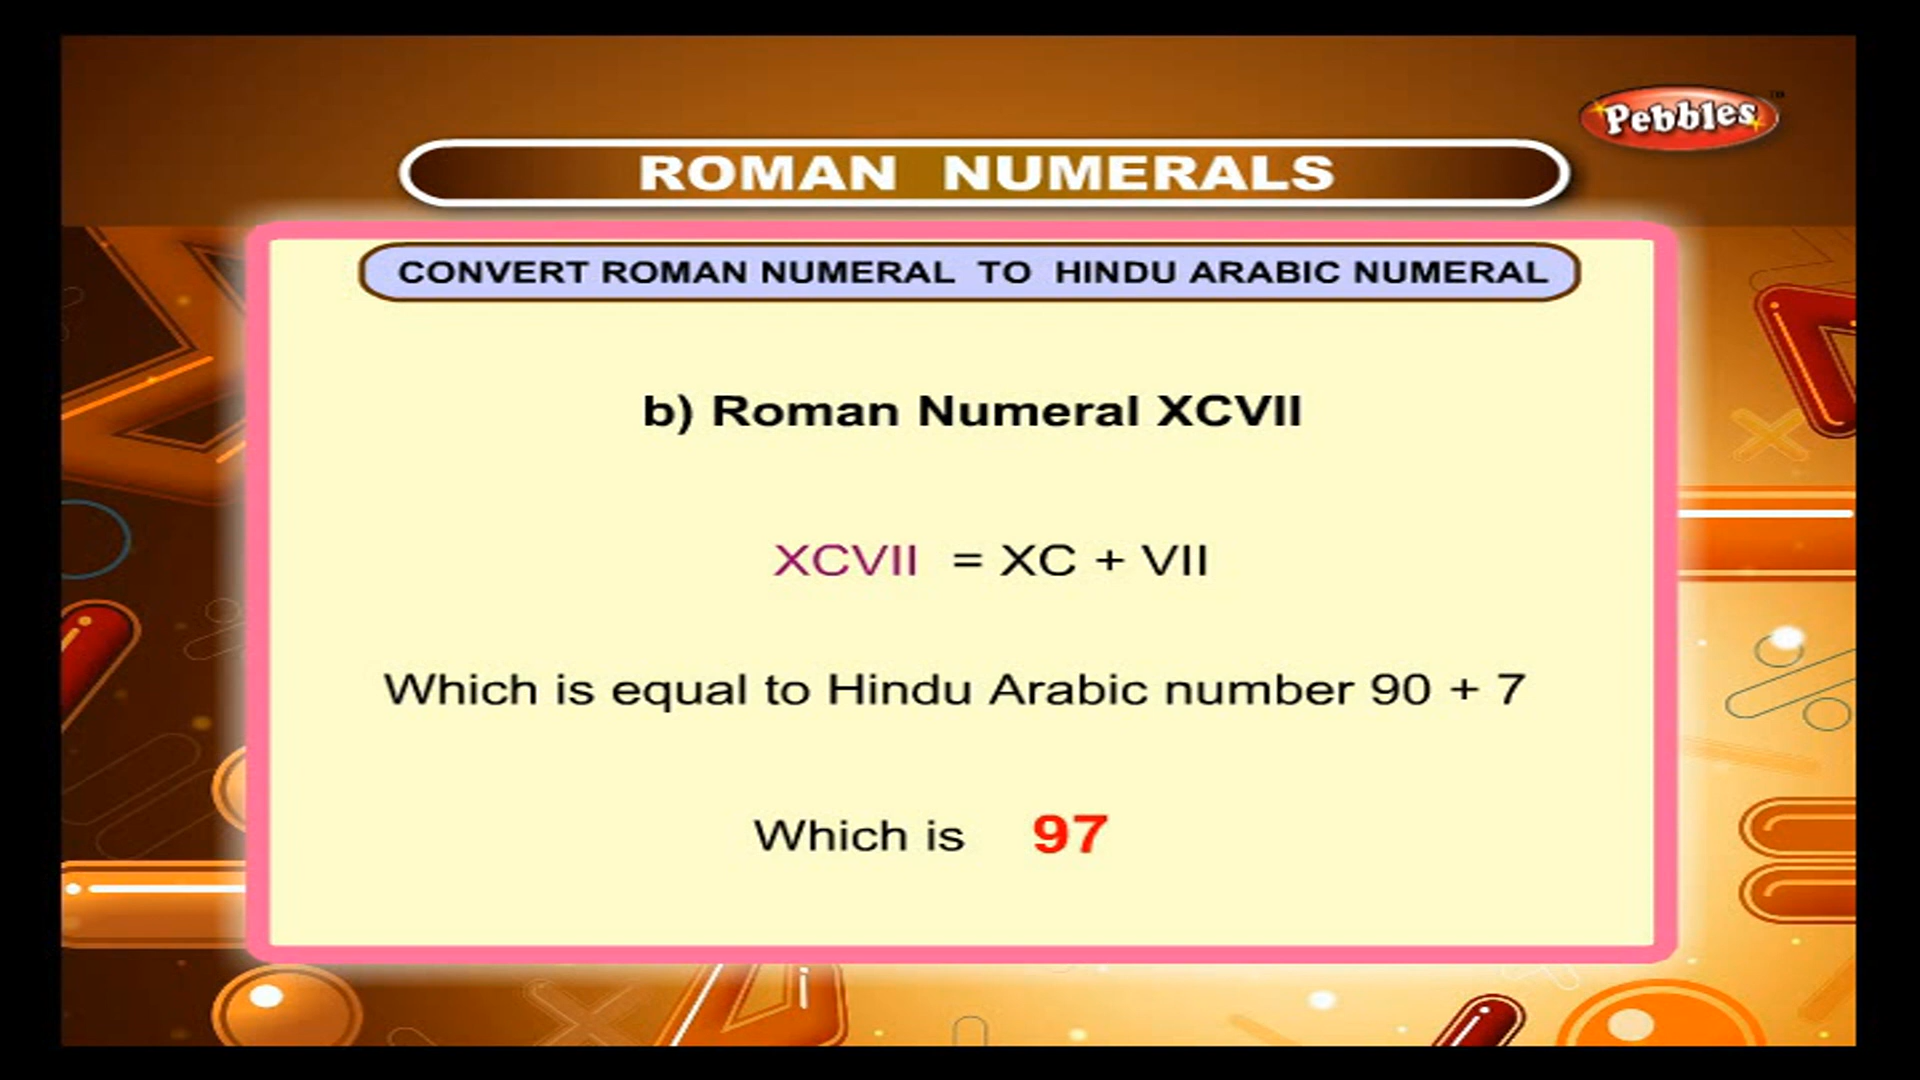 Pebbles™
ROMAN NUMERALS
CONVERT ROMAN NUMERAL TO HINDU ARABIC NUMERAL
b) Roman Numeral XCVII
XCVII = XC + VII
Which is equal to Hindu Arabic number 90 + 7
Which is 97